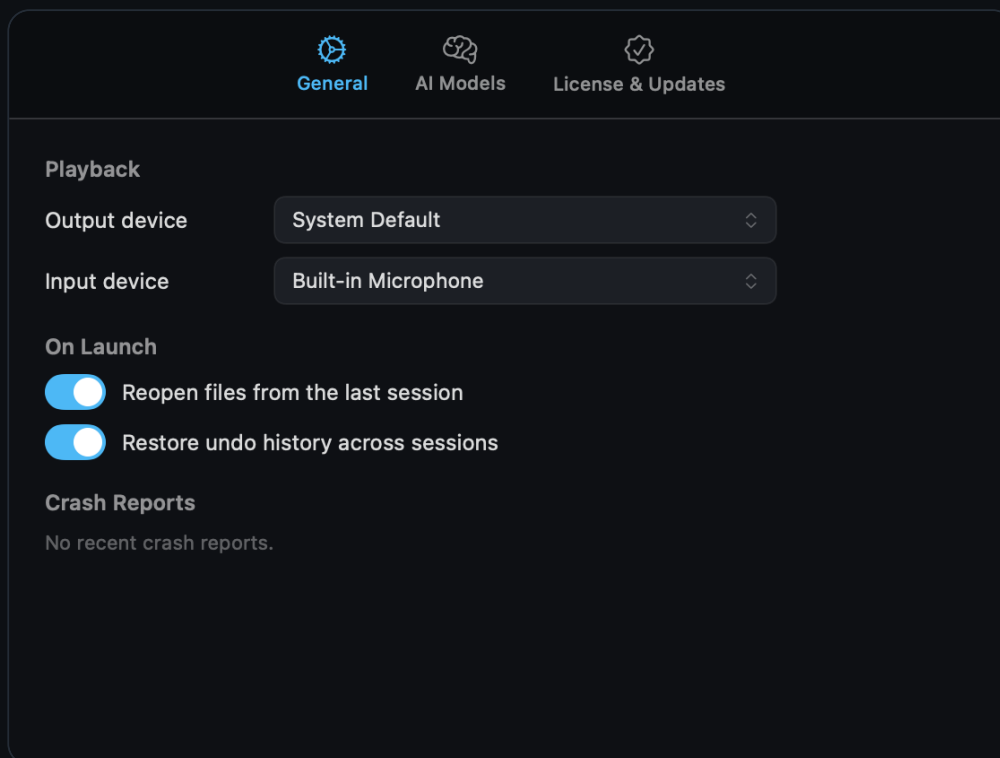 General
AI Models
License & Updates
Playback
Output device
System Default
Input device
Built-in Microphone
On Launch
Reopen files from the last session
Restore undo history across sessions
Crash Reports
No recent crash reports.